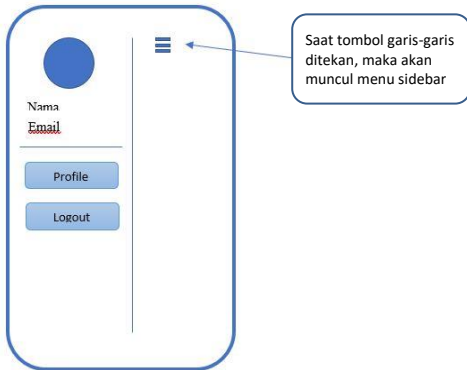 Nama
Email
Profile
Logout
Saat tombol garis-garis
ditekan, maka akan
muncul menu sidebar